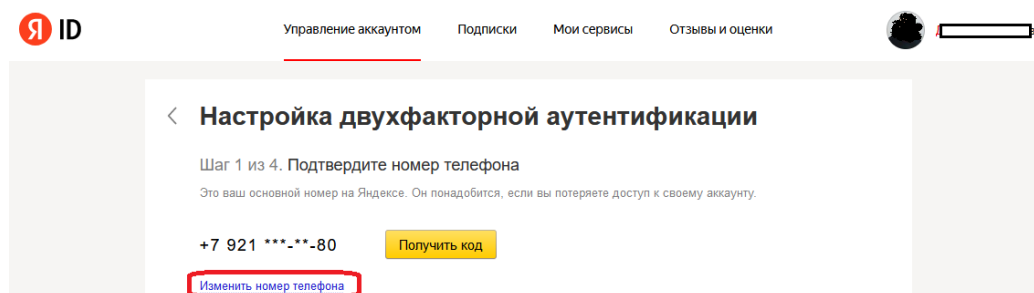 Я ID
Управление аккаунтом Подписки Мои сервисы Отзывы и оценки
Настройка двухфакторной аутентификации
Шаг 1 из 4. Подтвердите номер телефона
Это ваш основной номер на Яндексе. Он понадобится, если вы потеряете доступ к своему аккаунту.
+7 921 ***-**-80 Получить код
Изменить номер телефона